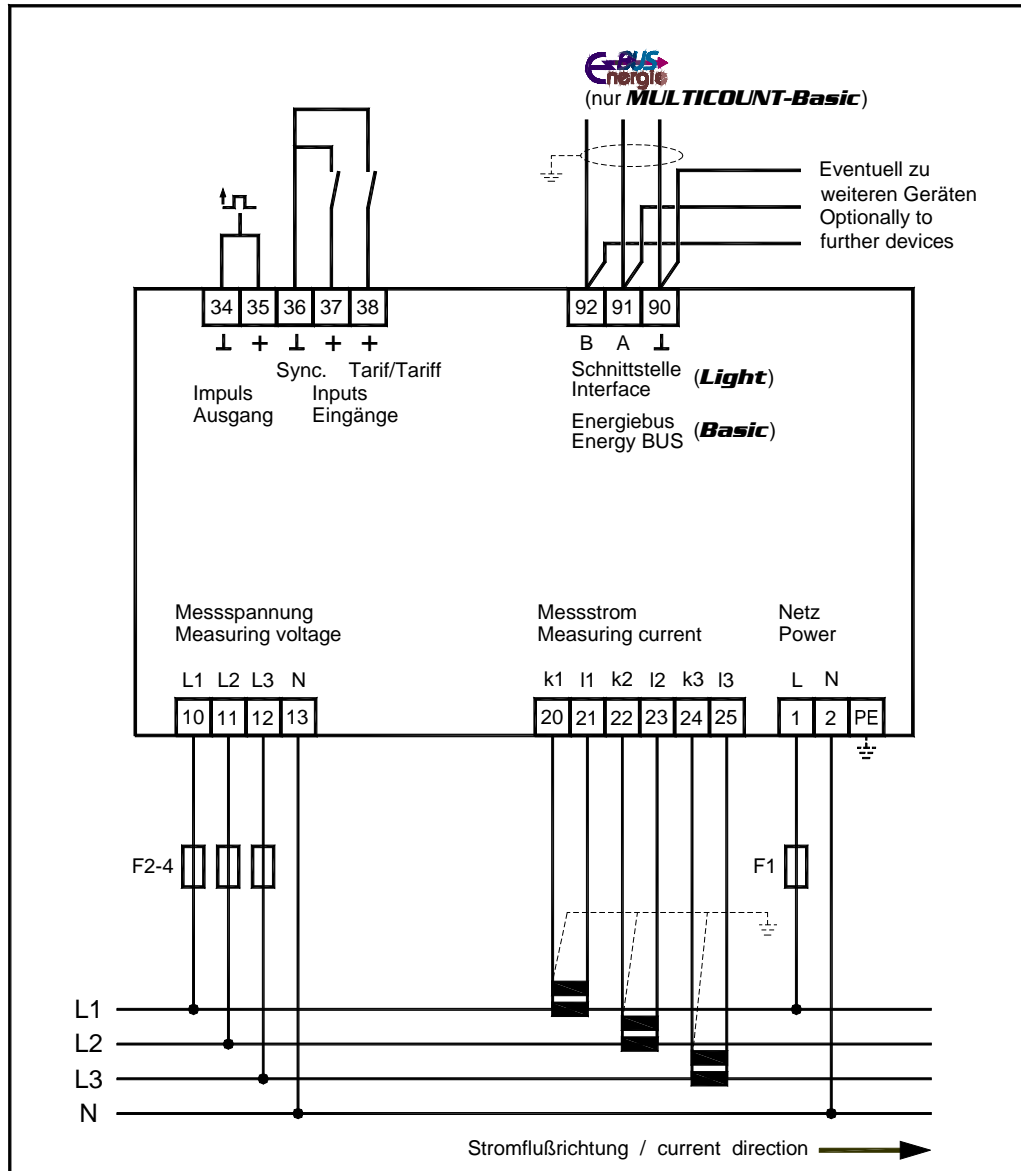 E-BUS
Energie
(nur MULTICOUNT-Basic)
Eventuell zu
weiteren Geräten
Optionally to
further devices
34 35 36 37 38
92 91 90
⊥ + ⊥ + +
B A ⊥
Sync. Tarif/Tariff
Impuls
Ausgang
Inputs
Eingänge
Schnittstelle
Interface
(Light)
Energiebus
Energy BUS
(Basic)
Messspannung
Measuring voltage
Messstrom
Measuring current
Netz
Power
L1 L2 L3 N
k1 l1 k2 l2 k3 l3
L N
10 11 12 13
20 21 22 23 24 25
1 2 PE
F2-4
F1
L1
L2
L3
N
Stromflußrichtung / current direction